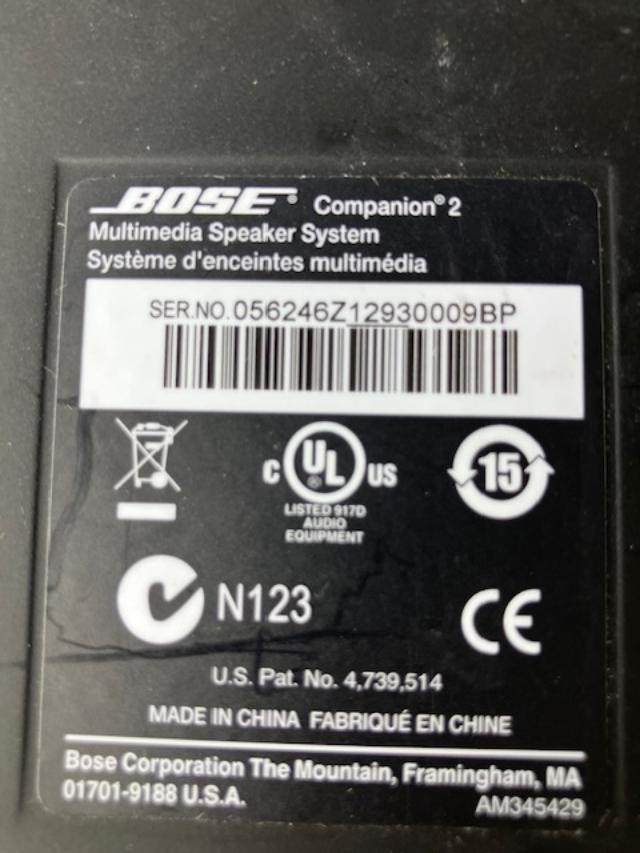 BOSE® Companion® 2
Multimedia Speaker System
Système d'enceintes multimédia
SER.NO. 056246Z12930009BP
C UL® US
LISTED 917D
AUDIO
EQUIPMENT
15
N123
CE
U.S. Pat. No. 4,739,514
MADE IN CHINA FABRIQUÉ EN CHINE
Bose Corporation The Mountain, Framingham, MA
01701-9188 U.S.A.
AM345429